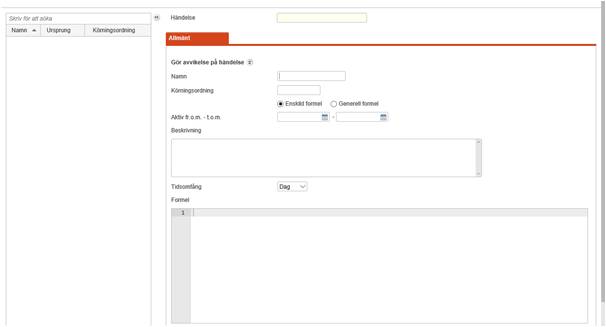 Skriv för att söka
Namn Ursprung Körningsordning
Händelse
Allmänt
Gör avvikelse på händelse
Namn
Körningsordning
Enskild formel Generell formel
Aktiv fr.o.m. - t.o.m. -
Beskrivning
Tidsomfång Dag
Formel
1